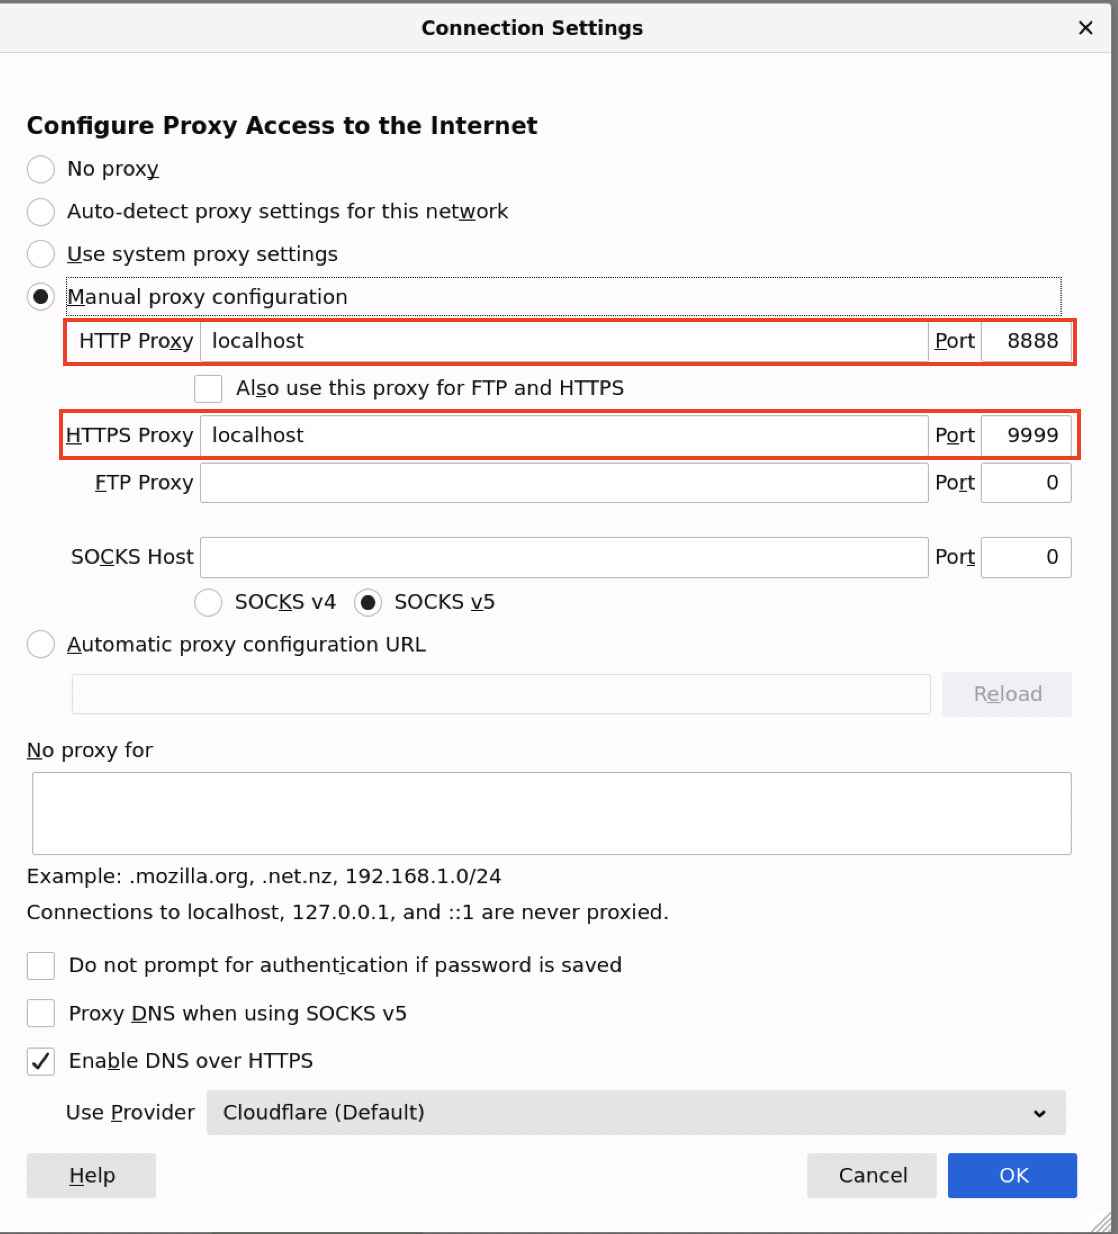 Connection Settings
Configure Proxy Access to the Internet
No proxy
Auto-detect proxy settings for this network
Use system proxy settings
Manual proxy configuration
HTTP Proxy localhost Port 8888
Also use this proxy for FTP and HTTPS
HTTPS Proxy localhost Port 9999
FTP Proxy Port 0
SOCKS Host Port 0
SOCKS v4 SOCKS v5
Automatic proxy configuration URL
Reload
No proxy for
Example: .mozilla.org, .net.nz, 192.168.1.0/24
Connections to localhost, 127.0.0.1, and ::1 are never proxied.
Do not prompt for authentication if password is saved
Proxy DNS when using SOCKS v5
Enable DNS over HTTPS
Use Provider Cloudflare (Default)
Help Cancel OK